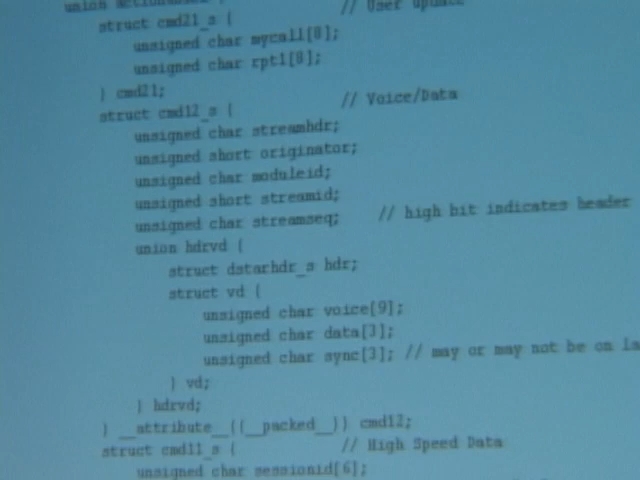 union                    // User update
struct cmd21_s {
unsigned char mycall[8];
unsigned char rpt1[8];
} cmd21;
struct cmd12_s {                // Voice/Data
unsigned char streamhdr;
unsigned short originator;
unsigned char moduleid;
unsigned short streamid;
unsigned char streamseq;     // high bit indicates header
union hdrvd {
struct dstarhdr_s hdr;
struct vd {
unsigned char voice[9];
unsigned char data[3];
unsigned char sync[3]; // may or may not be on la
} vd;
} hdrvd;
} __attribute__((__packed__)) cmd12;
struct cmd11_s {                // High Speed Data
unsigned char sessionid[6];